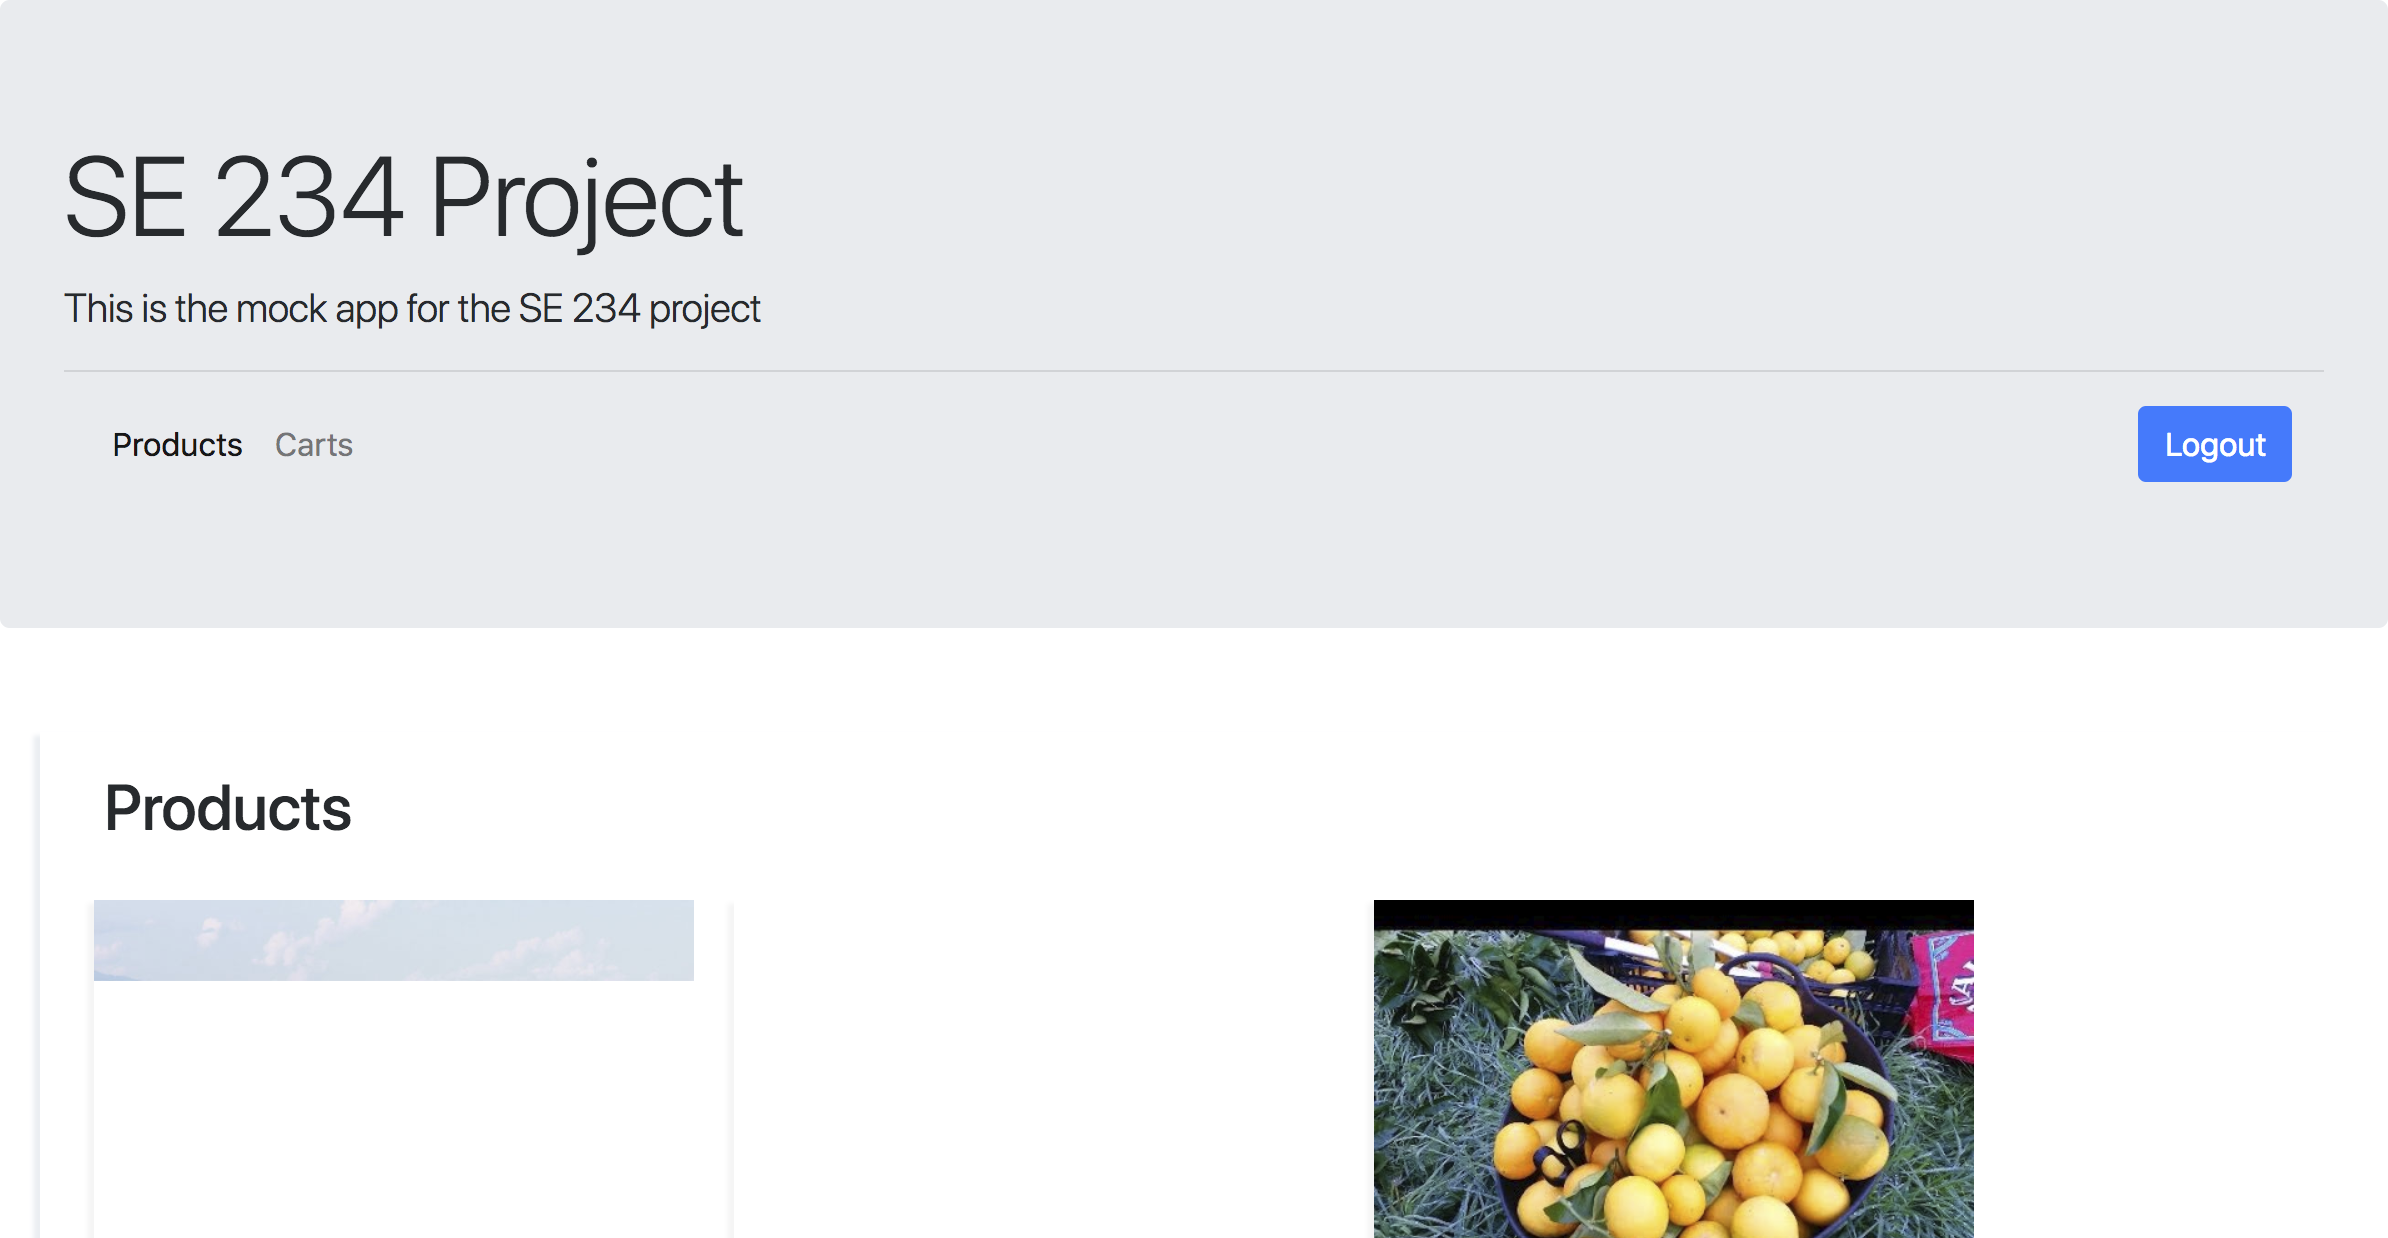 SE 234 Project
This is the mock app for the SE 234 project
Products Carts Logout
Products